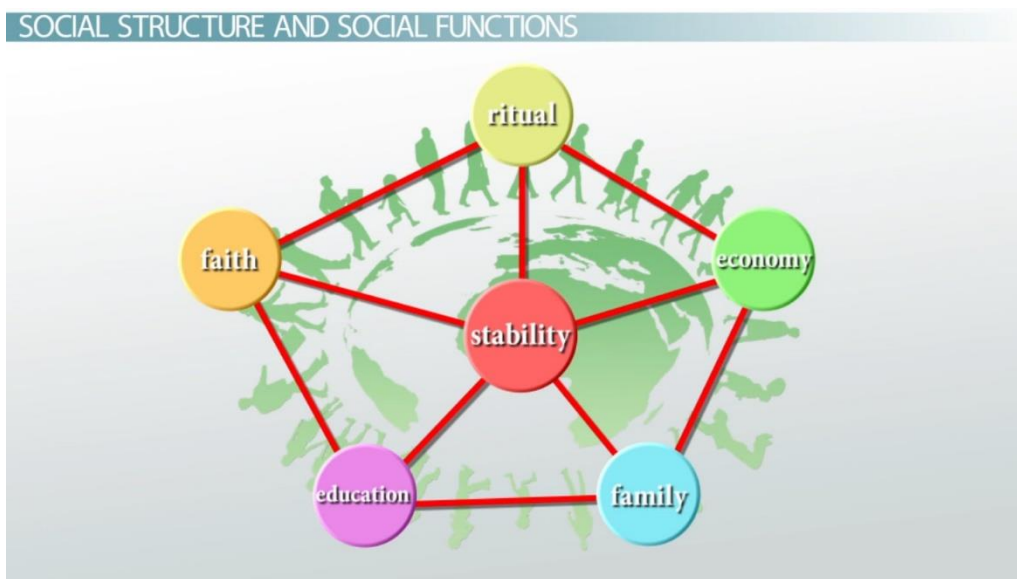 SOCIAL STRUCTURE AND SOCIAL FUNCTIONS
ritual
faith
economy
stability
education
family